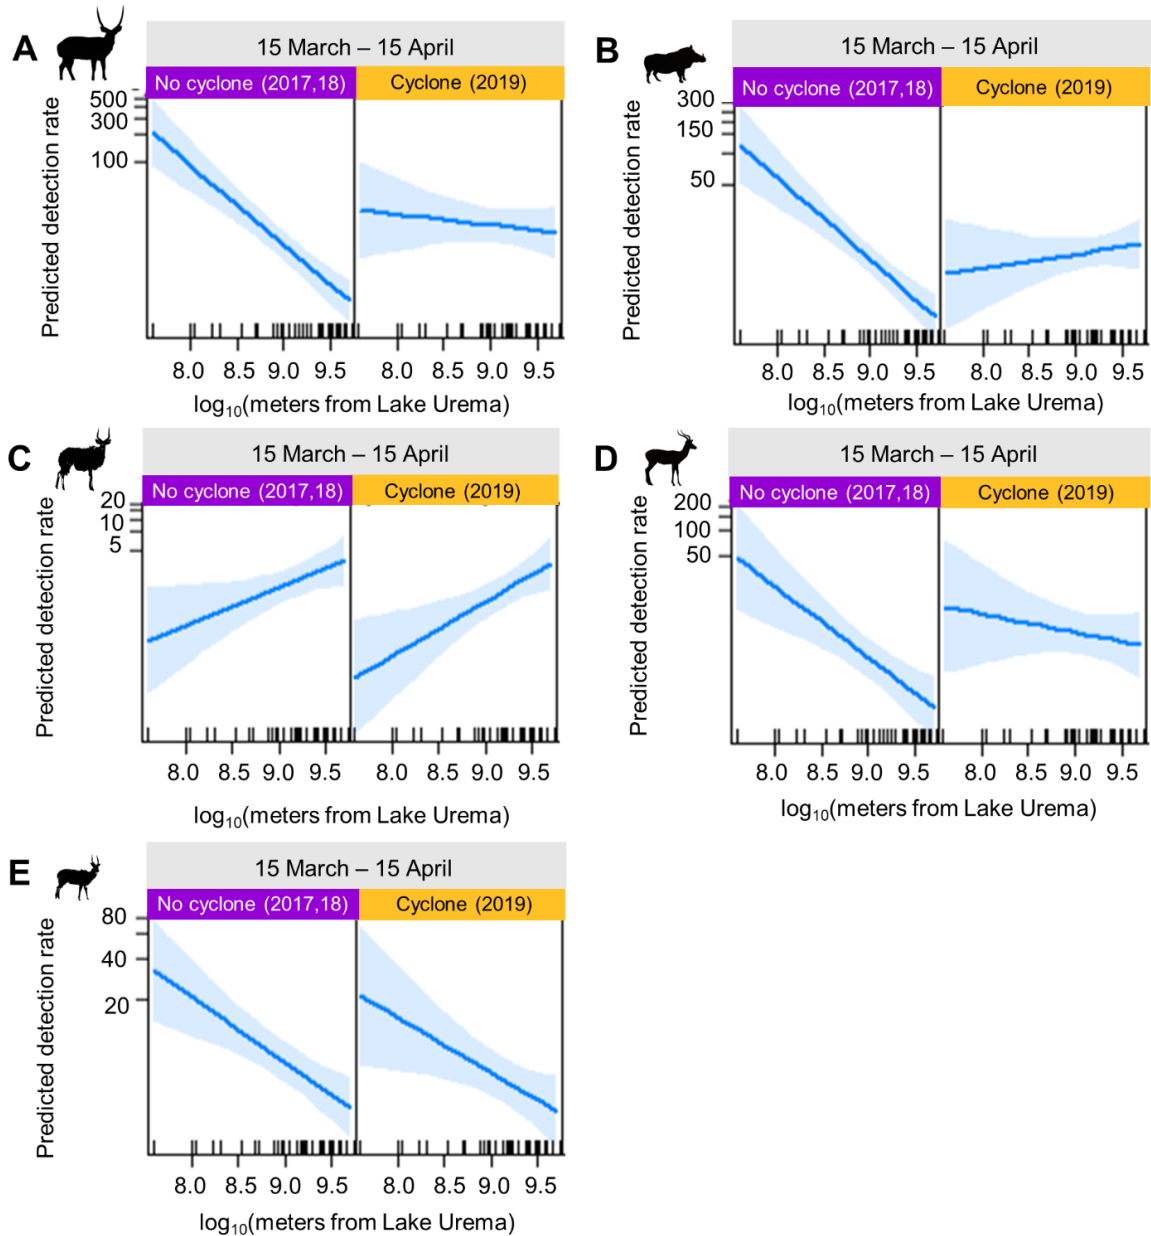 A
15 March – 15 April
No cyclone (2017,18)
Cyclone (2019)
Predicted detection rate
500
300
100
8.0 8.5 9.0 9.5 8.0 8.5 9.0 9.5
log10(meters from Lake Urema)
B
15 March – 15 April
No cyclone (2017,18)
Cyclone (2019)
Predicted detection rate
300
150
50
8.0 8.5 9.0 9.5 8.0 8.5 9.0 9.5
log10(meters from Lake Urema)
C
15 March – 15 April
No cyclone (2017,18)
Cyclone (2019)
Predicted detection rate
20
10
5
8.0 8.5 9.0 9.5 8.0 8.5 9.0 9.5
log10(meters from Lake Urema)
D
15 March – 15 April
No cyclone (2017,18)
Cyclone (2019)
Predicted detection rate
200
100
50
8.0 8.5 9.0 9.5 8.0 8.5 9.0 9.5
log10(meters from Lake Urema)
E
15 March – 15 April
No cyclone (2017,18)
Cyclone (2019)
Predicted detection rate
80
40
20
8.0 8.5 9.0 9.5 8.0 8.5 9.0 9.5
log10(meters from Lake Urema)